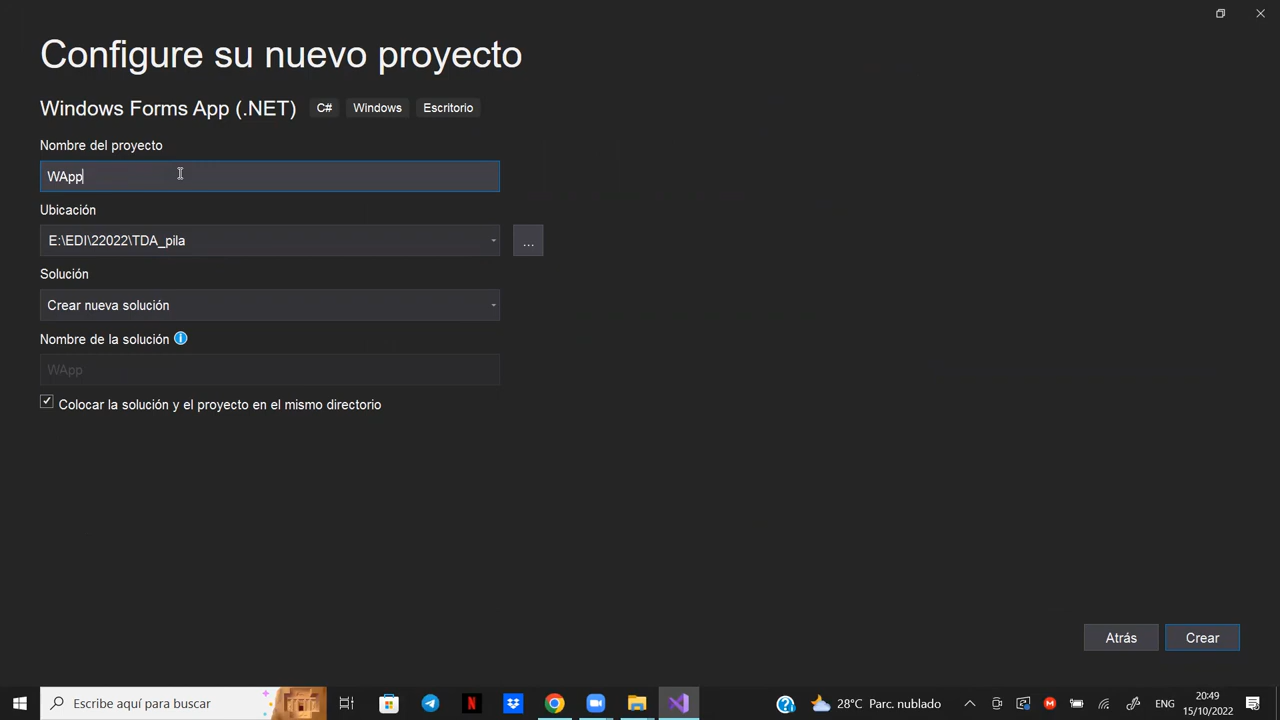 Configure su nuevo proyecto
Windows Forms App (.NET) C# Windows Escritorio
Nombre del proyecto
WApp
Ubicación
E:\EDI\22022\TDA_pila
...
Solución
Crear nueva solución
Nombre de la solución
WApp
Colocar la solución y el proyecto en el mismo directorio
Atrás Crear
Escribe aquí para buscar
28°C Parc. nublado
ENG
20:49
15/10/2022